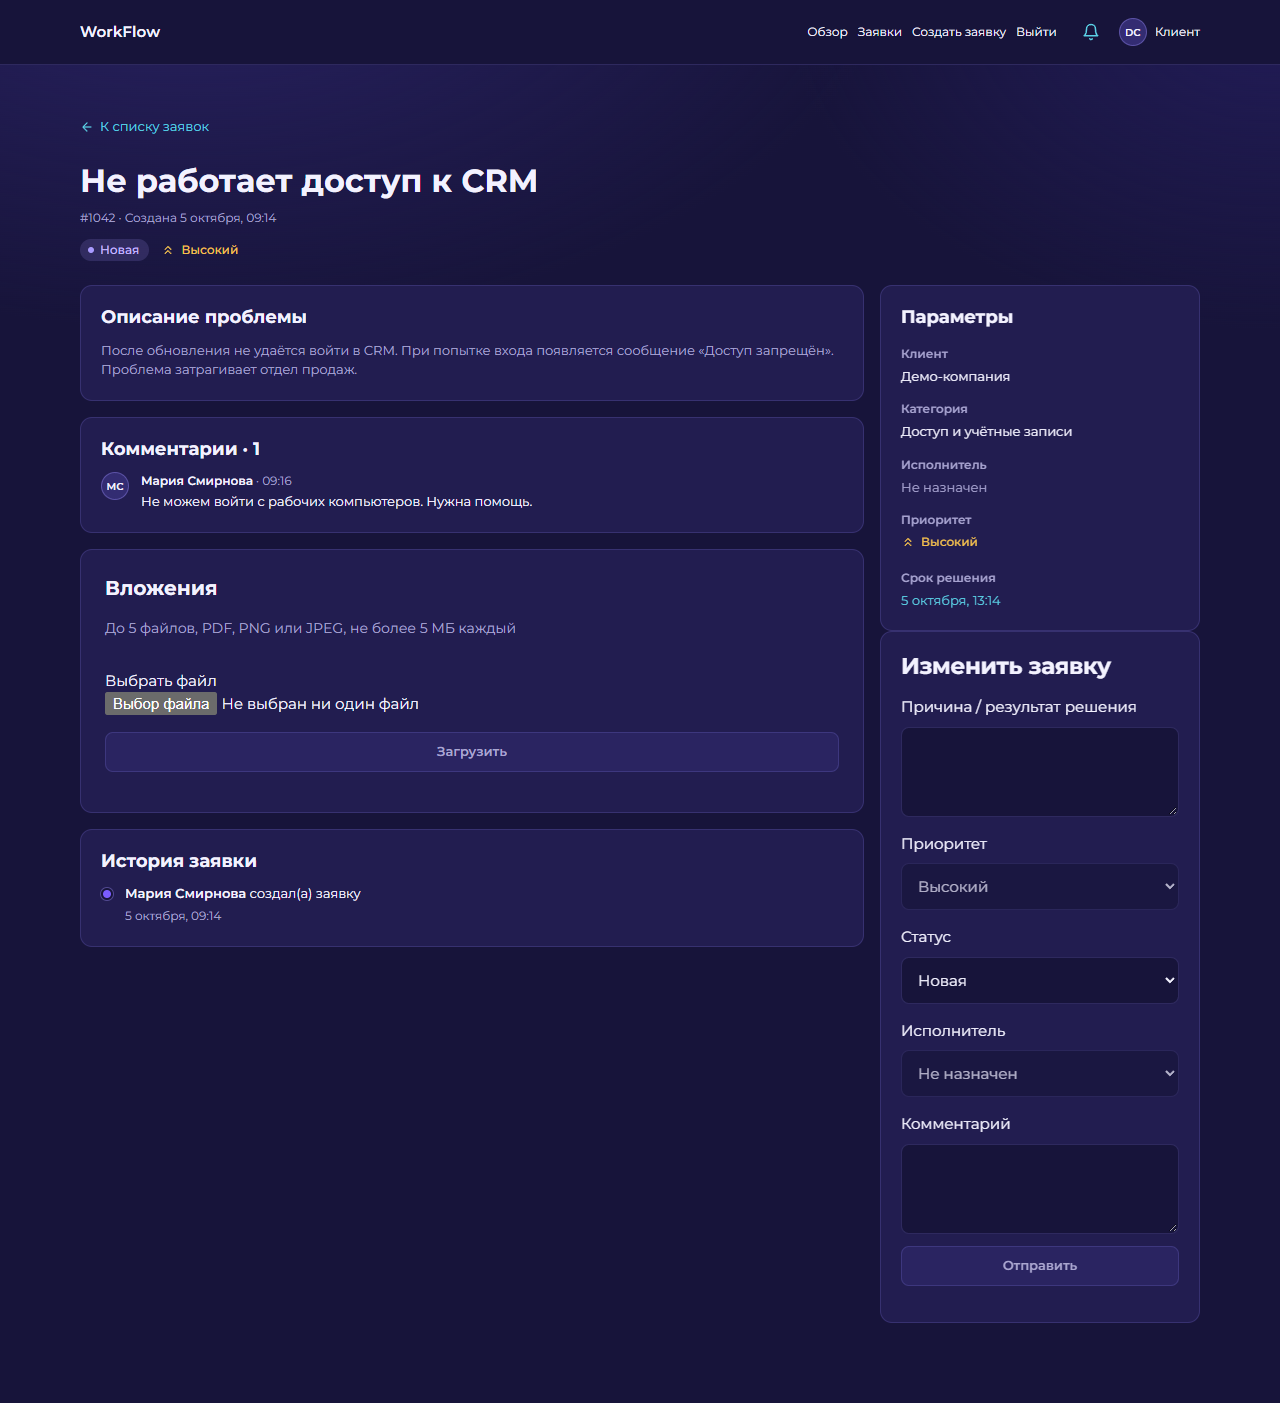 WorkFlow
Обзор Заявки Создать заявку Выйти DC Клиент
← К списку заявок
Не работает доступ к CRM
#1042 · Создана 5 октября, 09:14
Новая Высокий
Описание проблемы
После обновления не удаётся войти в CRM. При попытке входа появляется сообщение «Доступ запрещён».
Проблема затрагивает отдел продаж.
Комментарии · 1
МС Мария Смирнова · 09:16
Не можем войти с рабочих компьютеров. Нужна помощь.
Вложения
До 5 файлов, PDF, PNG или JPEG, не более 5 МБ каждый
Выбрать файл
Выбор файла Не выбран ни один файл
Загрузить
История заявки
Мария Смирнова создал(а) заявку
5 октября, 09:14
Параметры
Клиент
Демо-компания
Категория
Доступ и учётные записи
Исполнитель
Не назначен
Приоритет
Высокий
Срок решения
5 октября, 13:14
Изменить заявку
Причина / результат решения
Приоритет
Высокий
Статус
Новая
Исполнитель
Не назначен
Комментарий
Отправить